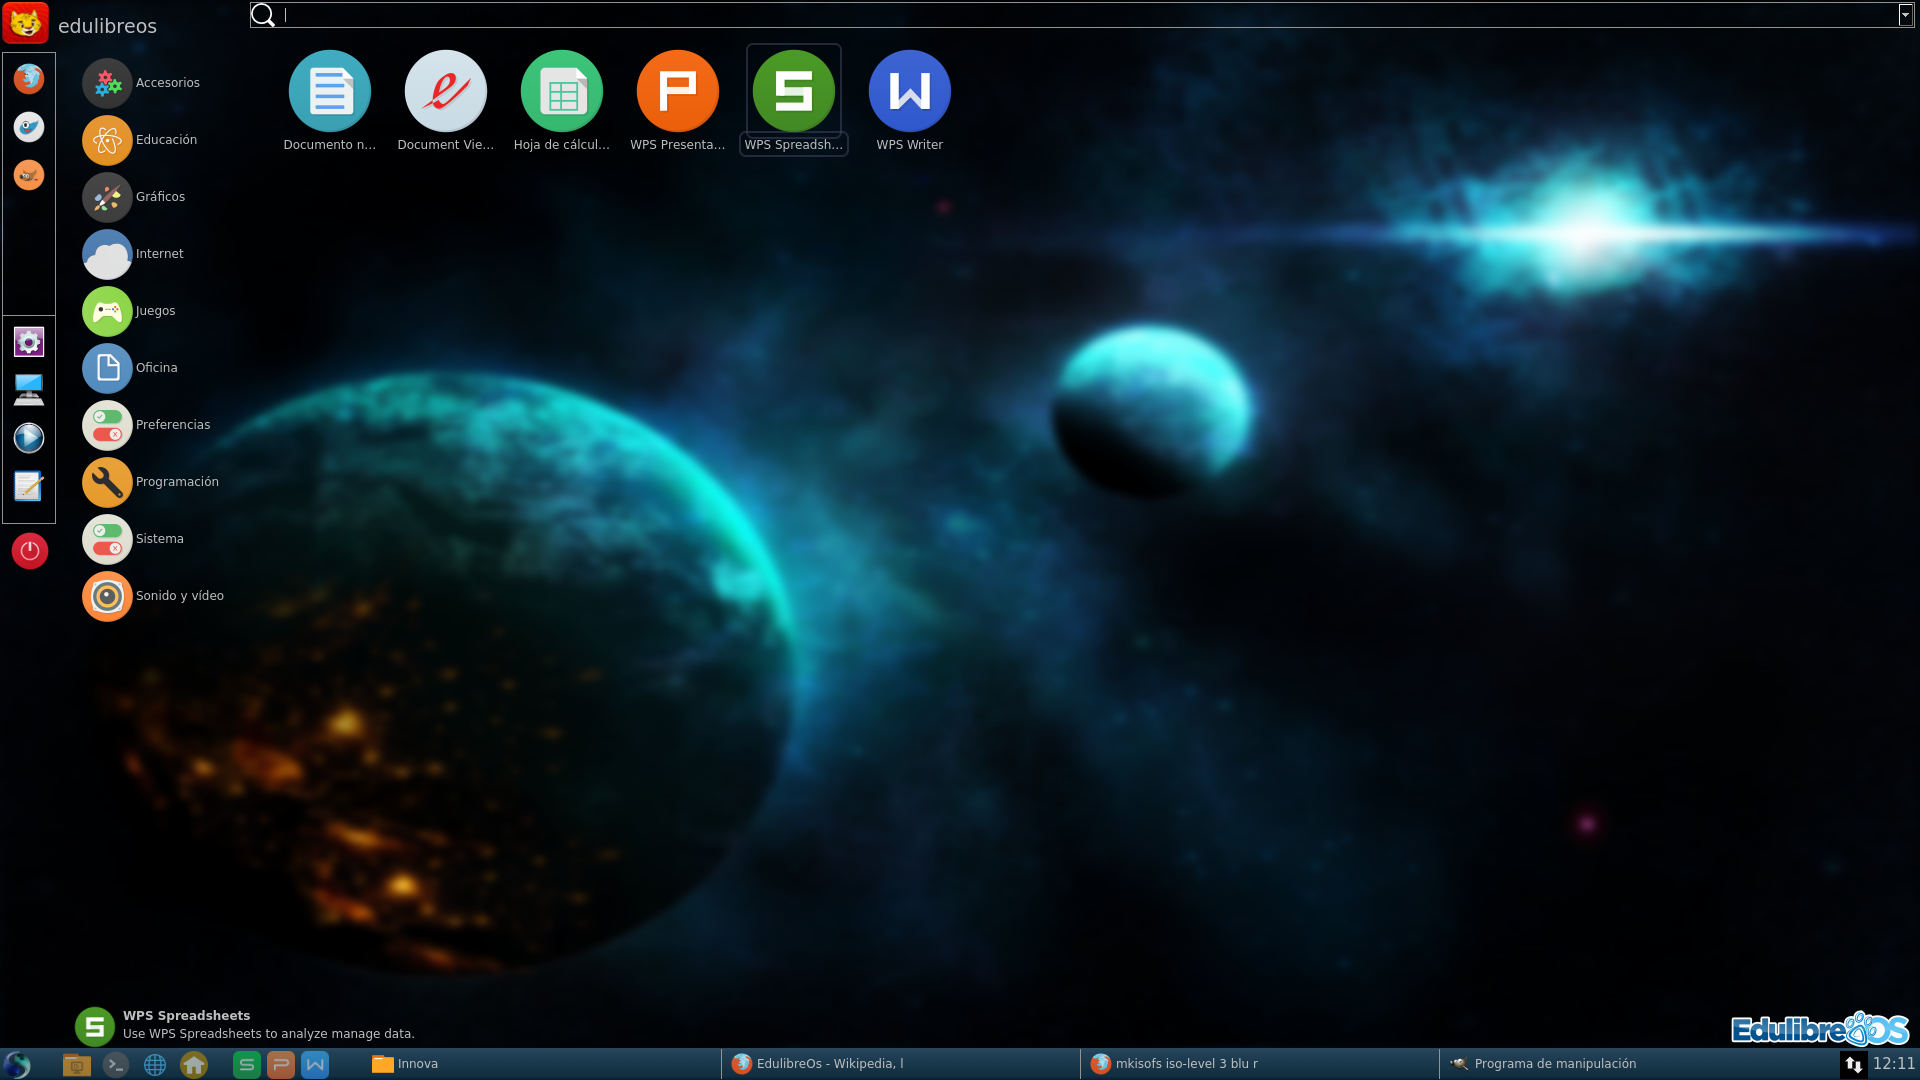 edulibreos
Accesorios
Educación
Gráficos
Internet
Juegos
Oficina
Preferencias
Programación
Sistema
Sonido y vídeo
Documento n...
Document Vie...
Hoja de cálcul...
WPS Presenta...
WPS Spreadsh...
WPS Writer
WPS Spreadsheets
Use WPS Spreadsheets to analyze manage data.
EdulibreOS
Innova
EdulibreOs - Wikipedia, l
mkisofs iso-level 3 blu r
Programa de manipulación
12:11